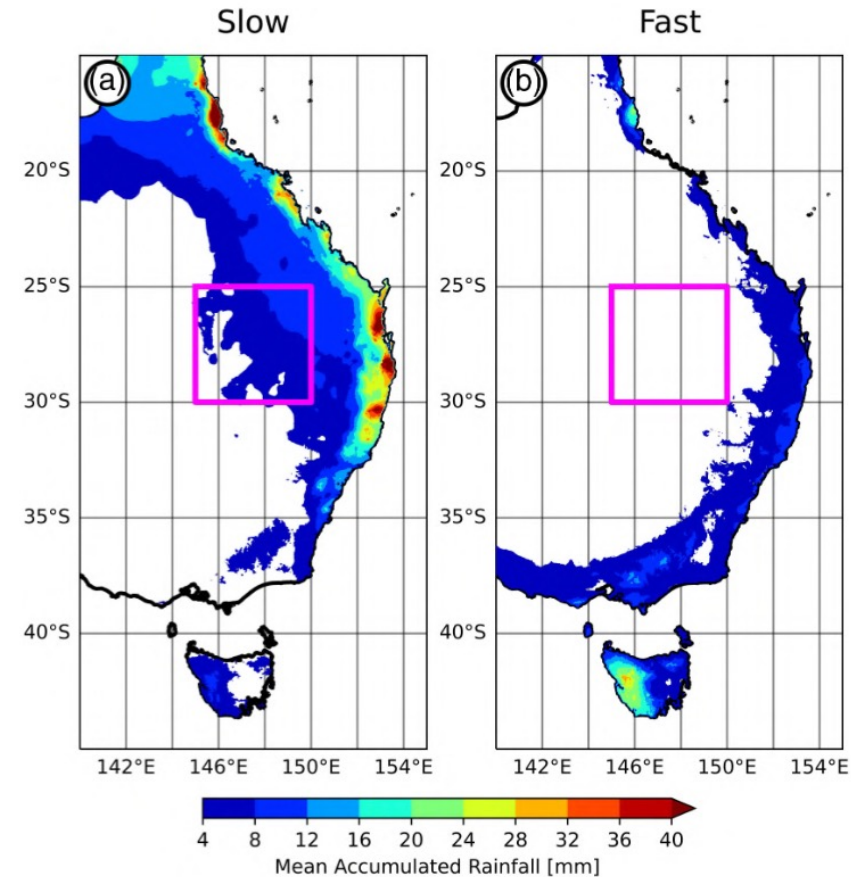 Slow Fast
(a) (b)
20°S 20°S
25°S 25°S
30°S 30°S
35°S 35°S
40°S 40°S
142°E 146°E 150°E 154°E 142°E 146°E 150°E 154°E
4 8 12 16 20 24 28 32 36 40
Mean Accumulated Rainfall [mm]